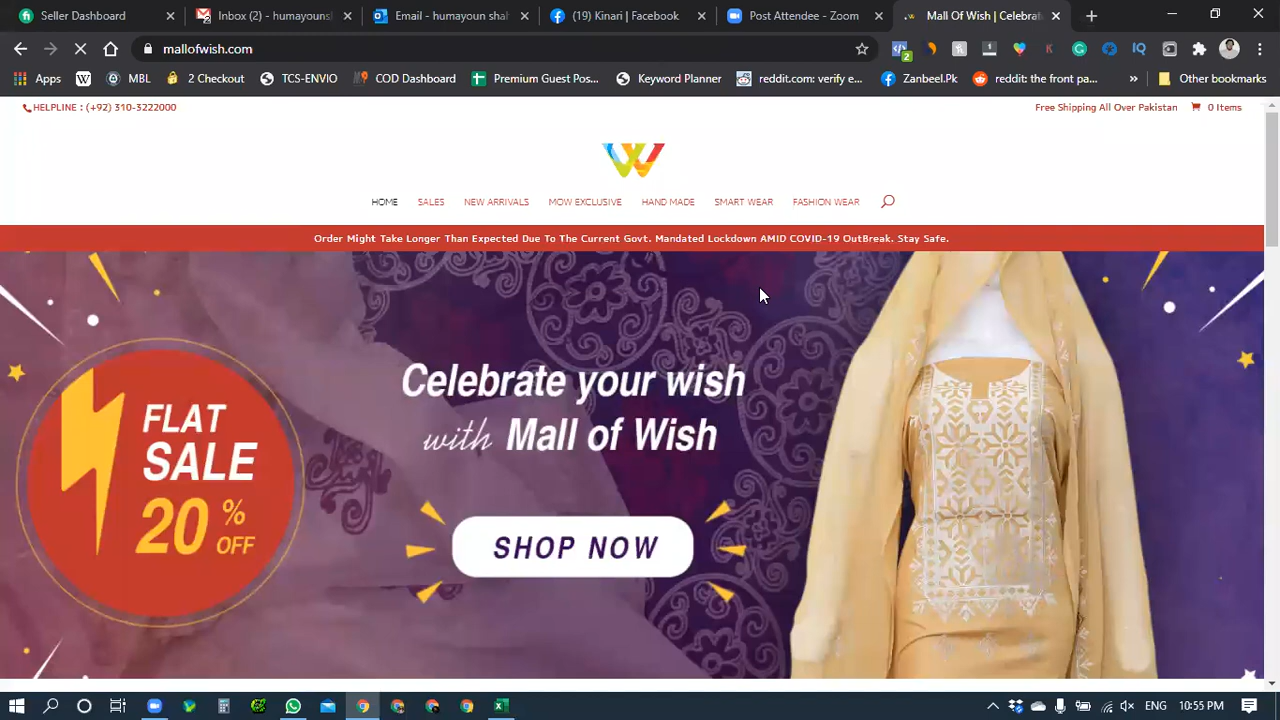 Seller Dashboard
Inbox (2) - humayouns
Email - humayoun sha
(19) Kinari | Facebook
Post Attendee - Zoom
Mall Of Wish | Celebrat
mallofwish.com
2
1
IQ
Apps
MBL
2 Checkout
TCS-ENVIO
COD Dashboard
Premium Guest Pos...
Keyword Planner
reddit.com: verify e...
Zanbeel.Pk
reddit: the front pa...
»
Other bookmarks
HELPLINE : (+92) 310-3222000
Free Shipping All Over Pakistan
0 Items
HOME
SALES
NEW ARRIVALS
MOW EXCLUSIVE
HAND MADE
SMART WEAR
FASHION WEAR
Order Might Take Longer Than Expected Due To The Current Govt. Mandated Lockdown AMID COVID-19 OutBreak. Stay Safe.
FLAT
SALE
20 %
OFF
Celebrate your wish
with Mall of Wish
SHOP NOW
ENG
10:55 PM